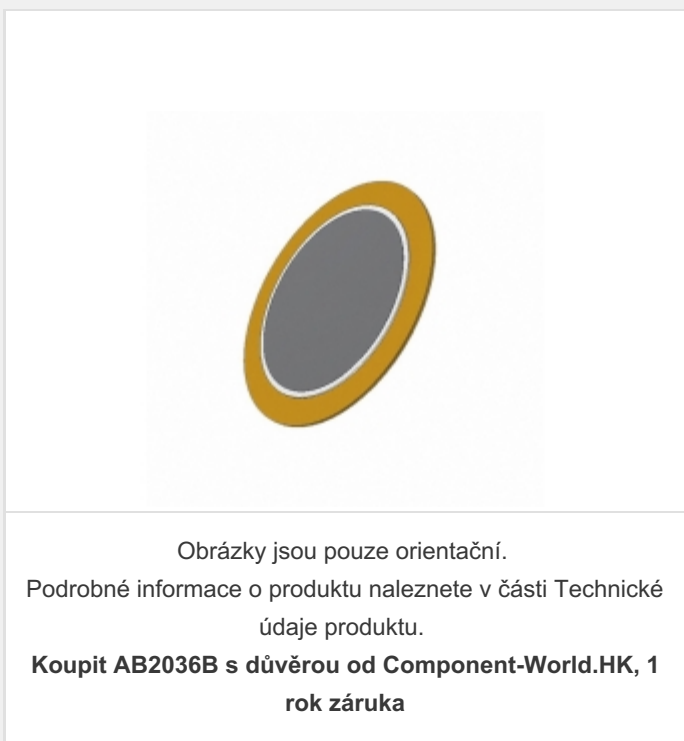 Obrázky jsou pouze orientační.
Podrobné informace o produktu naleznete v části Technické
údaje produktu.
Koupit AB2036B s důvěrou od Component-World.HK, 1
rok záruka